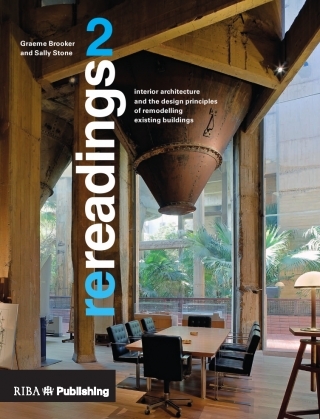 Graeme Brooker
and Sally Stone
rereadings2
interior architecture
and the design principles
of remodelling
existing buildings
RIBA Publishing